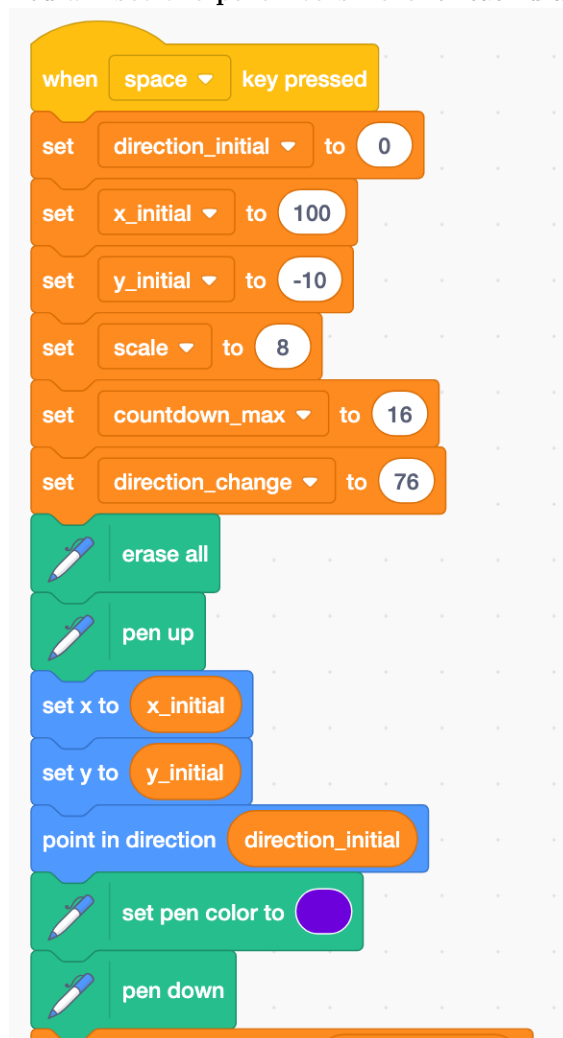 when space key pressed
set direction_initial to 0
set x_initial to 100
set y_initial to -10
set scale to 8
set countdown_max to 16
set direction_change to 76
erase all
pen up
set x to x_initial
set y to y_initial
point in direction direction_initial
set pen color to
pen down